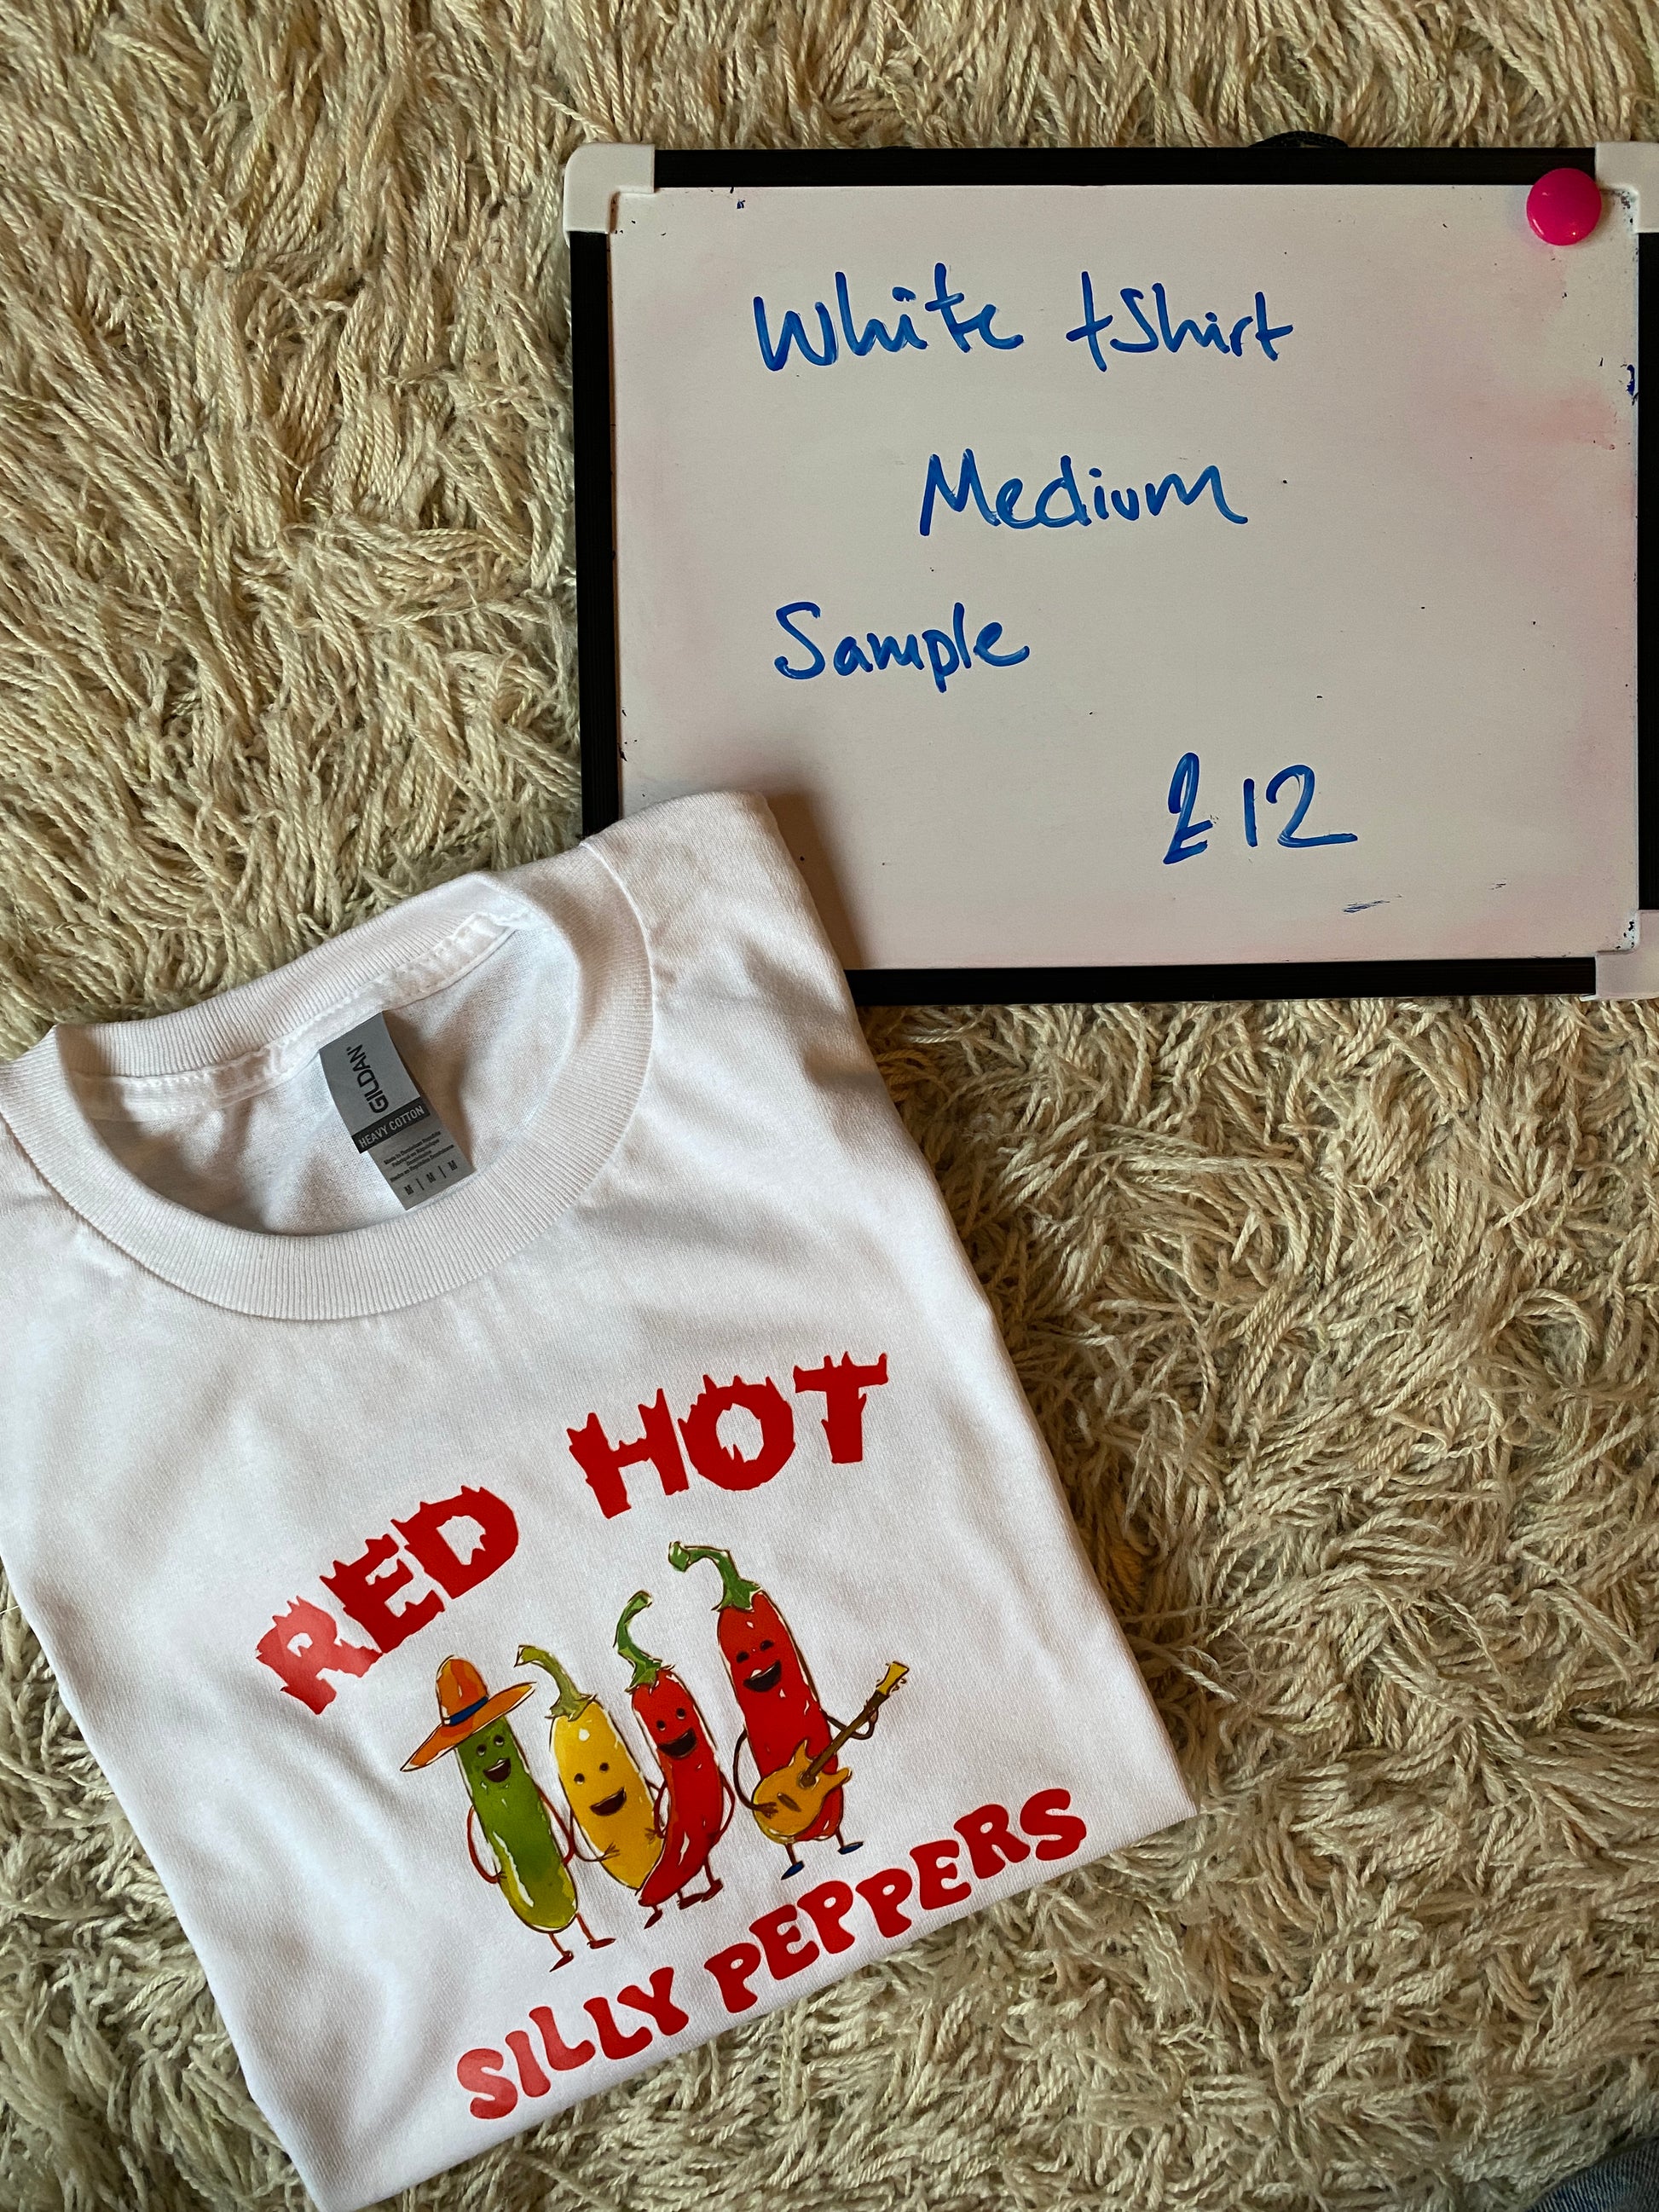 White tshirt
Medium
Sample
£12
GILDAN
HEAVY COTTON
M | M | M
RED HOT
SILLY PEPPERS